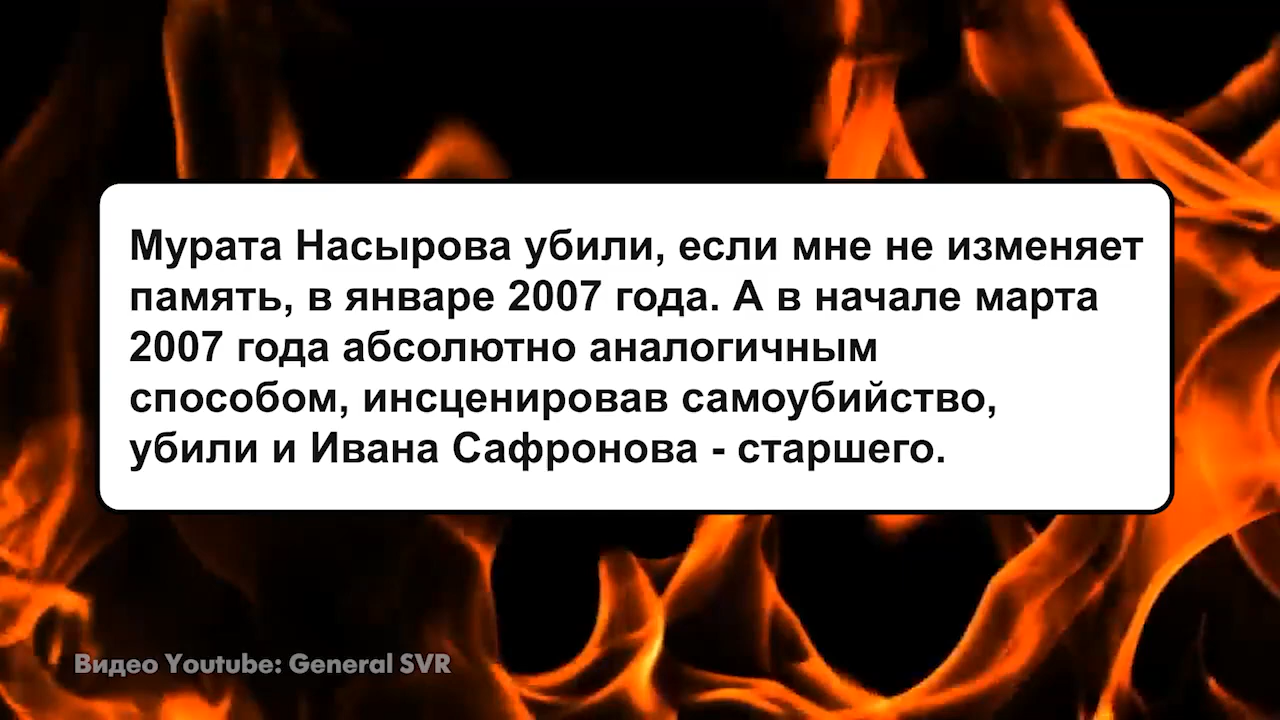 Мурата Насырова убили, если мне не изменяет
память, в январе 2007 года. А в начале марта
2007 года абсолютно аналогичным
способом, инсценировав самоубийство,
убили и Ивана Сафронова - старшего.
Видео Youtube: General SVR